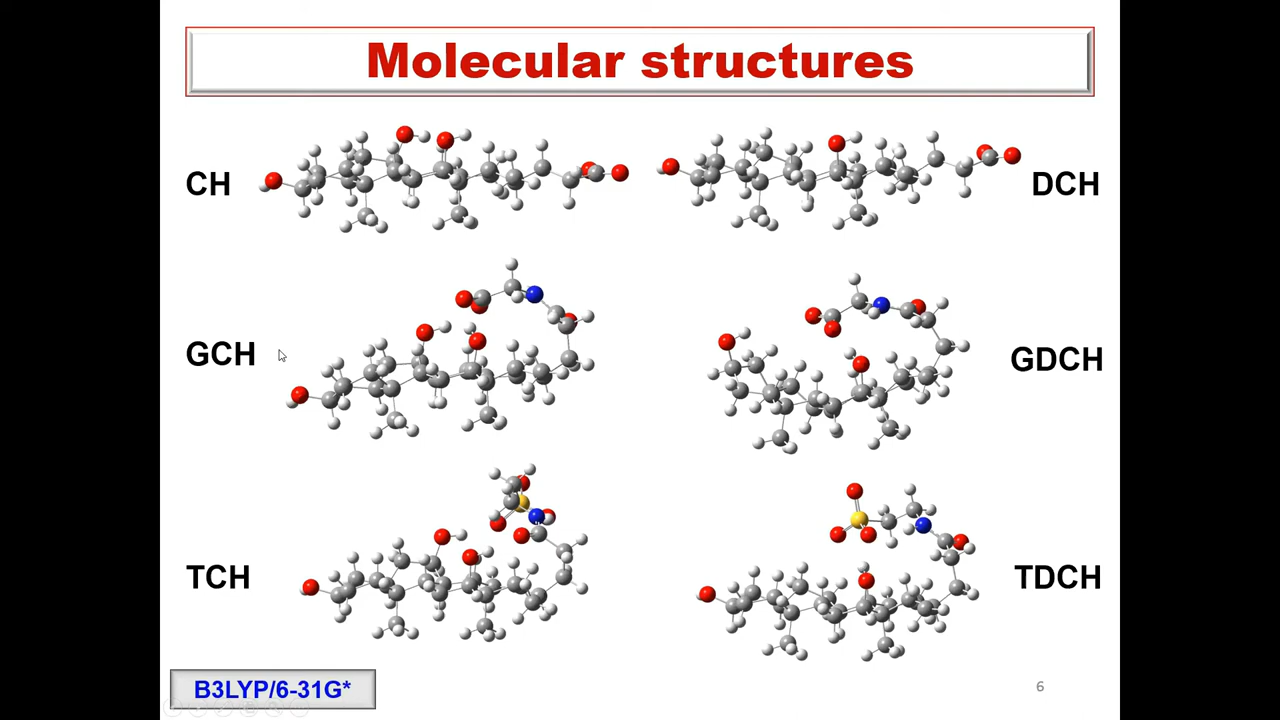 Molecular structures
CH
DCH
GCH
GDCH
TCH
TDCH
B3LYP/6-31G*
6